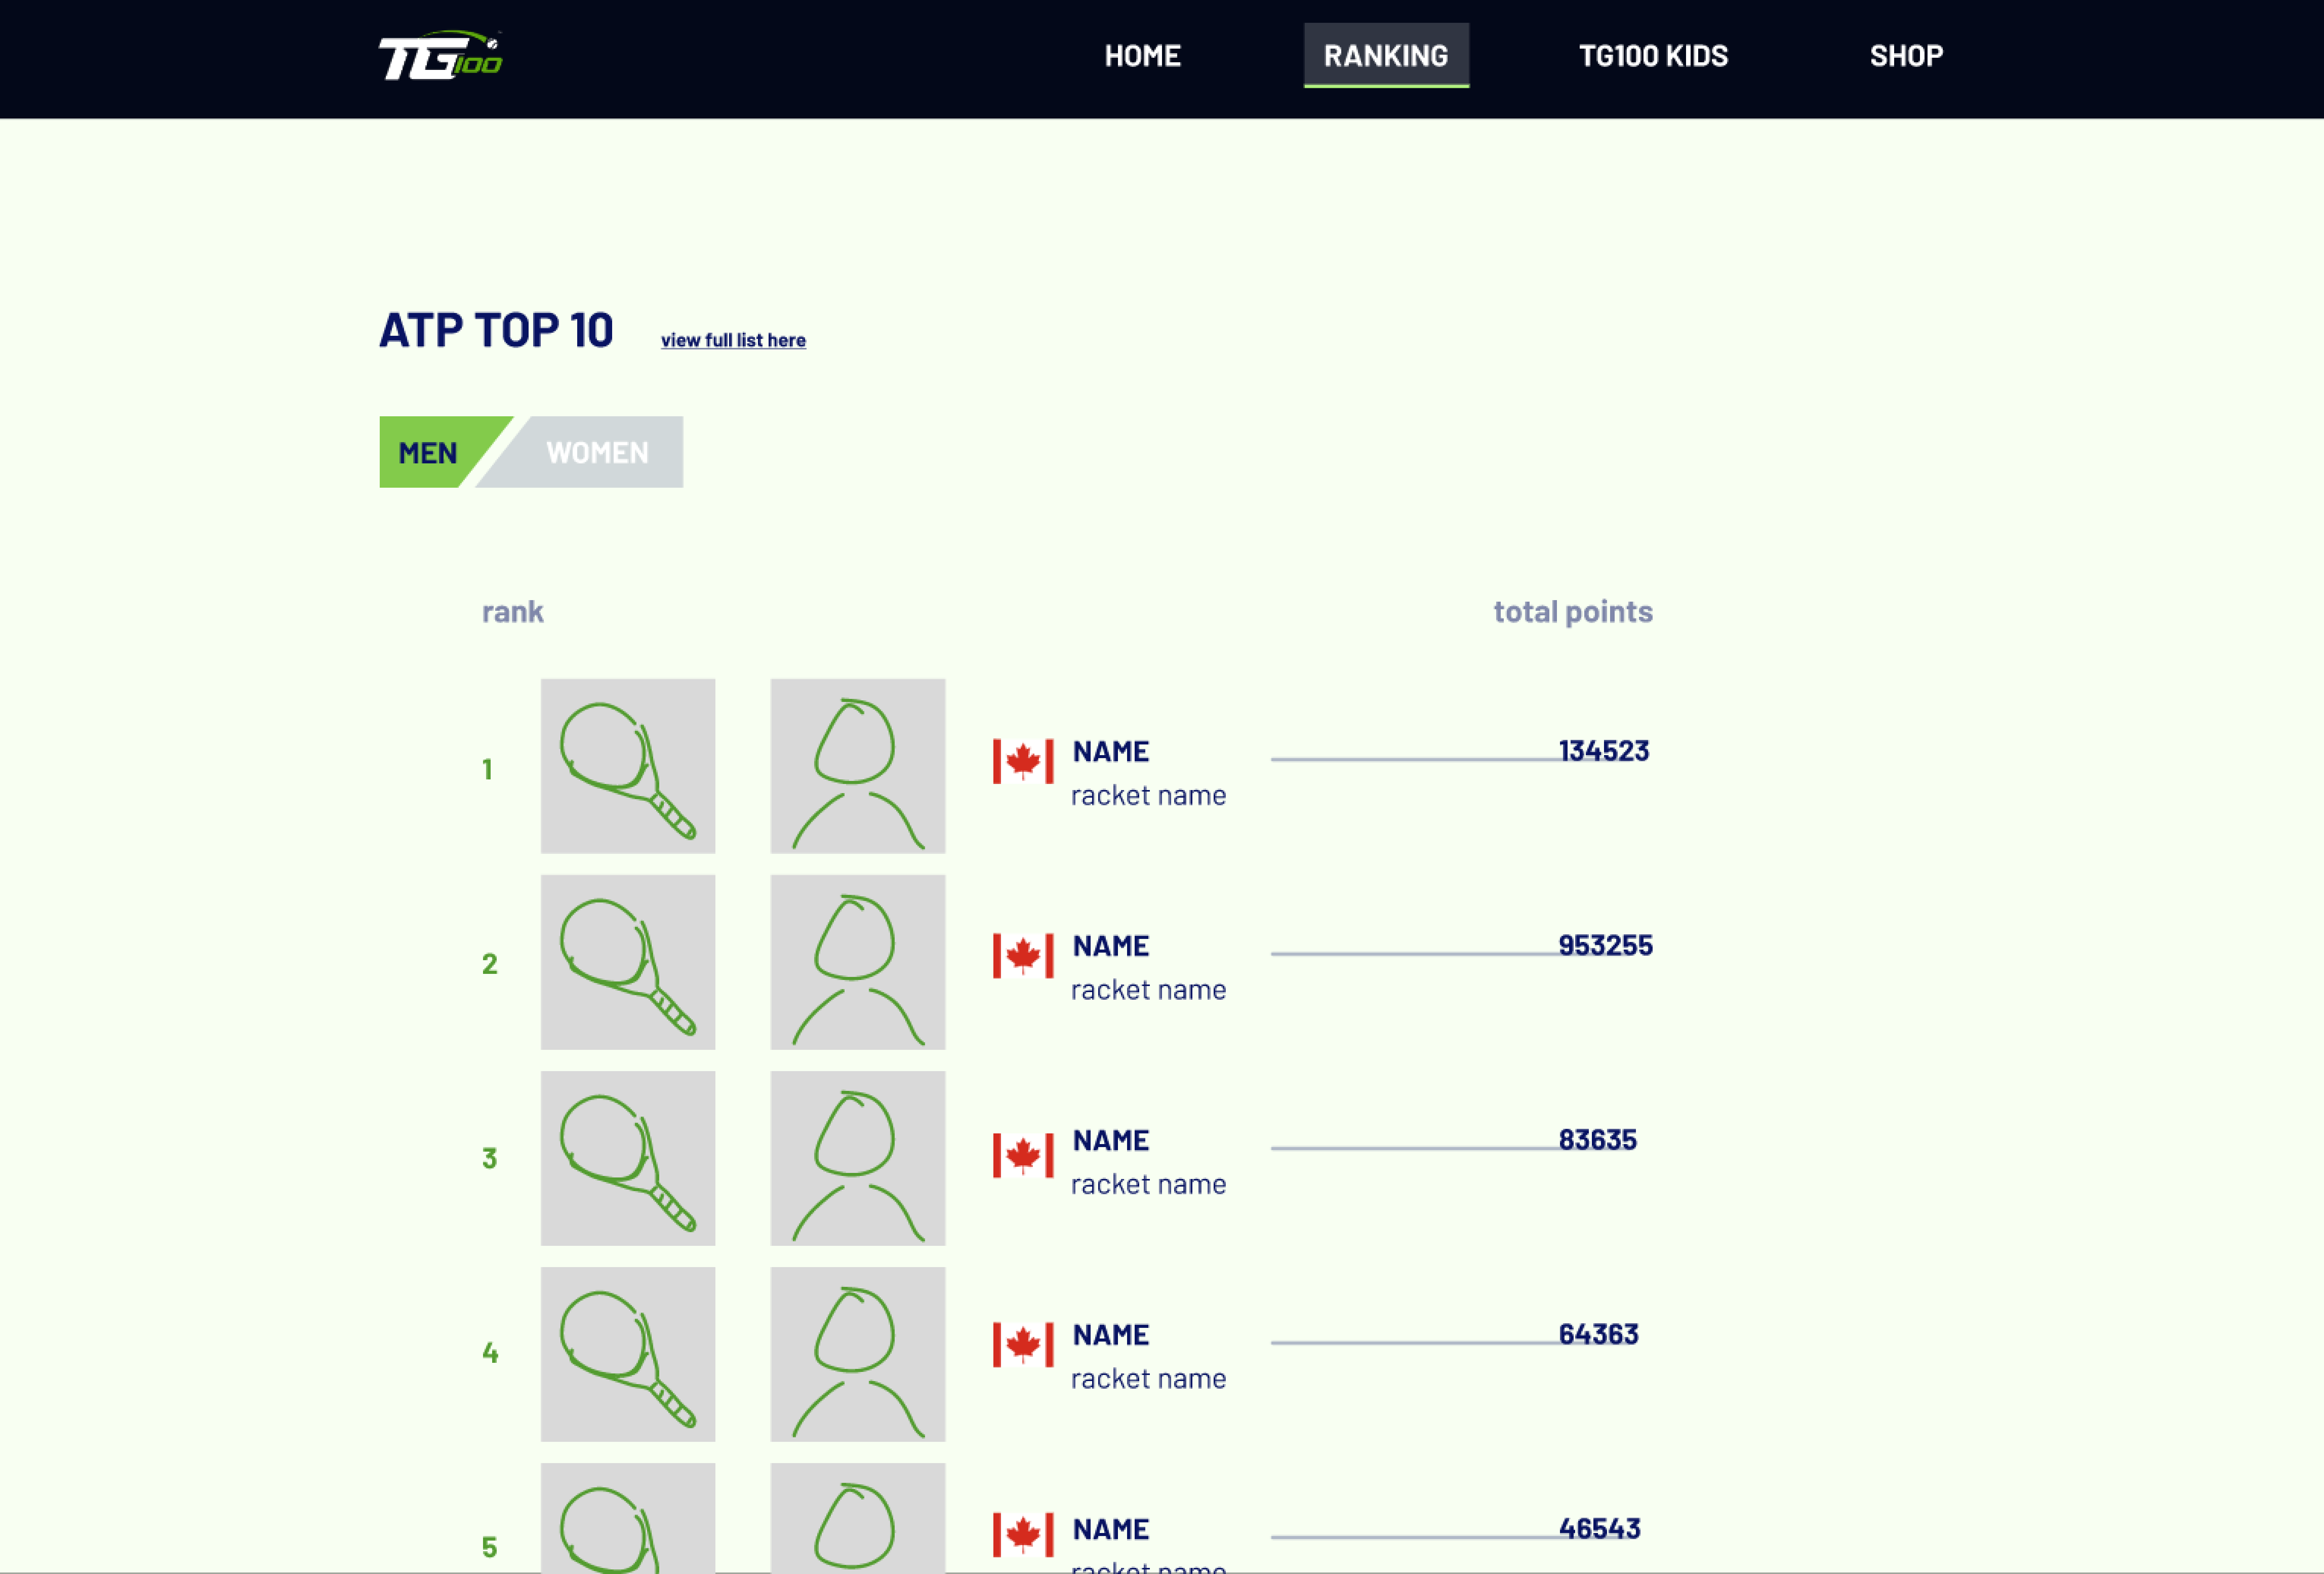 TG100
HOME
RANKING
TG100 KIDS
SHOP
ATP TOP 10
view full list here
MEN
WOMEN
rank
total points
1
NAME
134523
racket name
2
NAME
953255
racket name
3
NAME
83635
racket name
4
NAME
64363
racket name
5
NAME
46543
racket name